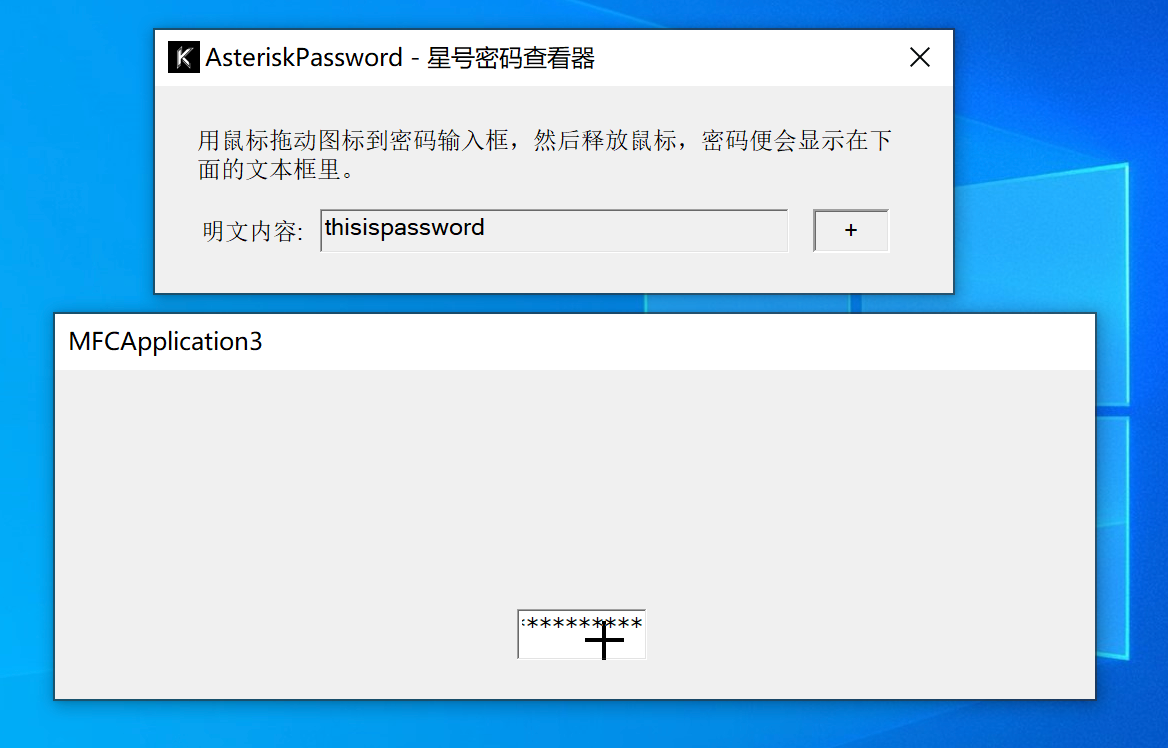 AsteriskPassword - 星号密码查看器
用鼠标拖动图标到密码输入框，然后释放鼠标，密码便会显示在下
面的文本框里。
明文内容: thisispassword +
MFCApplication3
*********